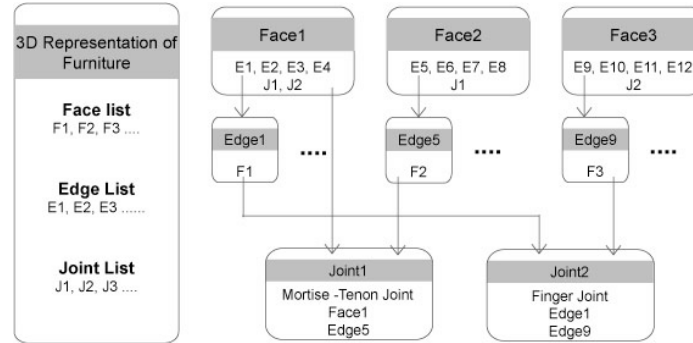 3D Representation of
Furniture
Face list
F1, F2, F3 ....
Edge List
E1, E2, E3 ......
Joint List
J1, J2, J3 ....
Face1
E1, E2, E3, E4
J1, J2
Face2
E5, E6, E7, E8
J1
Face3
E9, E10, E11, E12
J2
Edge1
F1
....
Edge5
F2
....
Edge9
F3
....
Joint1
Mortise -Tenon Joint
Face1
Edge5
Joint2
Finger Joint
Edge1
Edge9